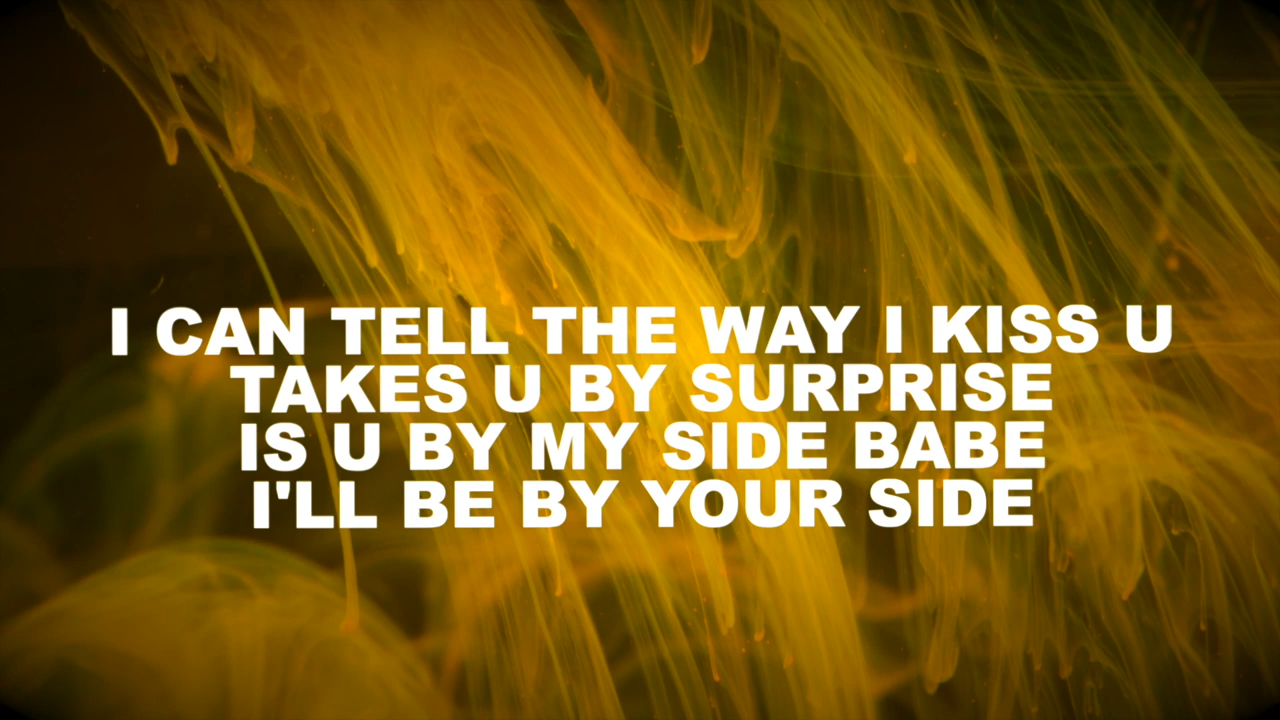 I CAN TELL THE WAY I KISS U
TAKES U BY SURPRISE
IS U BY MY SIDE BABE
I'LL BE BY YOUR SIDE